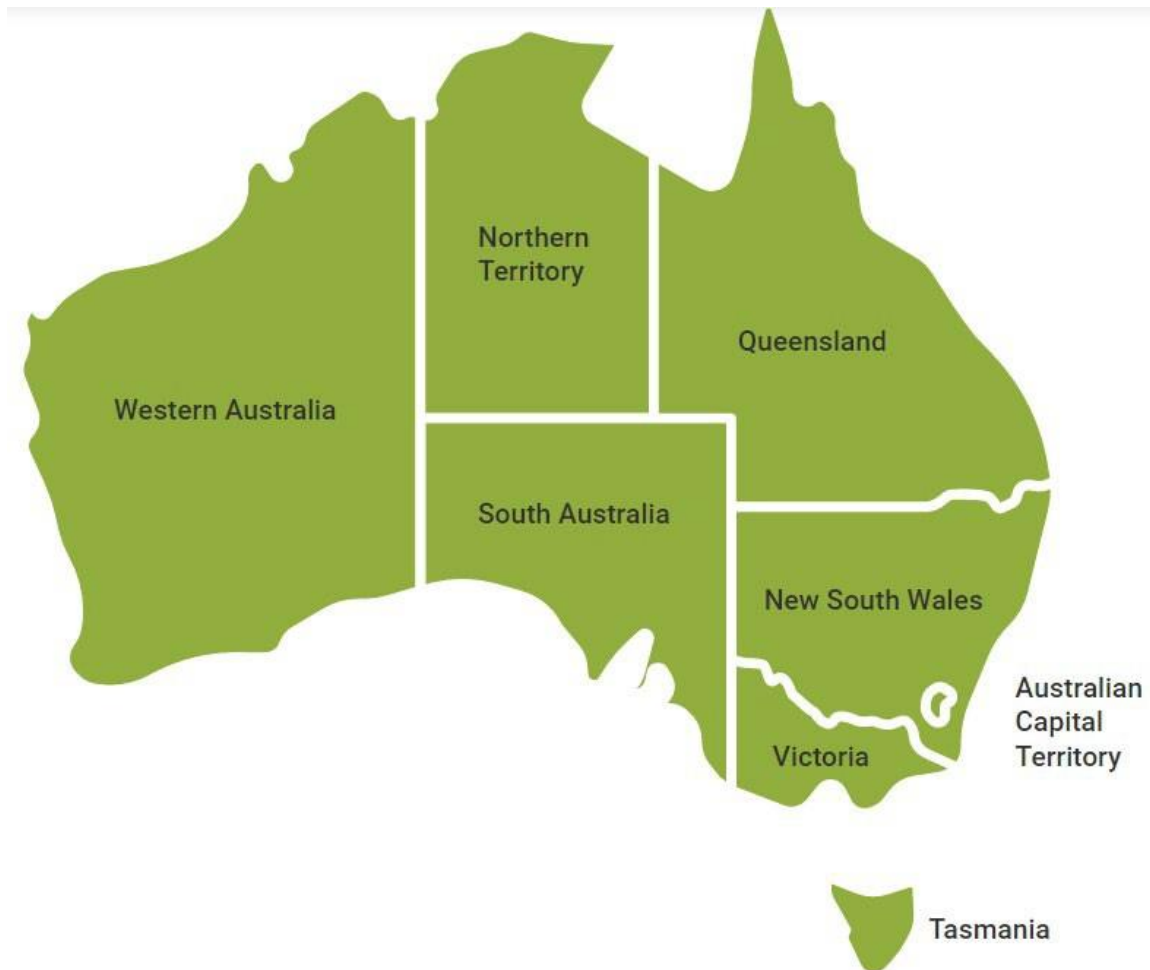 Northern
Territory
Queensland
Western Australia
South Australia
New South Wales
Australian
Capital
Territory
Victoria
Tasmania